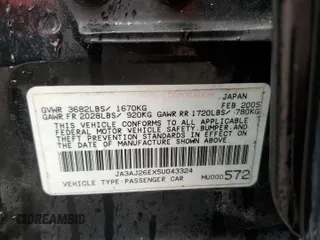 JAPAN
GVWR 3682LBS/ 1670KG FEB 2005
GAWR FR 2028LBS/ 920KG GAWR RR 1720LBS/ 780KG
THIS VEHICLE CONFORMS TO ALL APPLICABLE
FEDERAL MOTOR VEHICLE SAFETY, BUMPER, AND
THEFT PREVENTION STANDARDS IN EFFECT ON THE
DATE OF MANUFACTURE SHOWN ABOVE.
JA3AJ26EX5U043324
VEHICLE TYPE:PASSENGER CAR MU000572